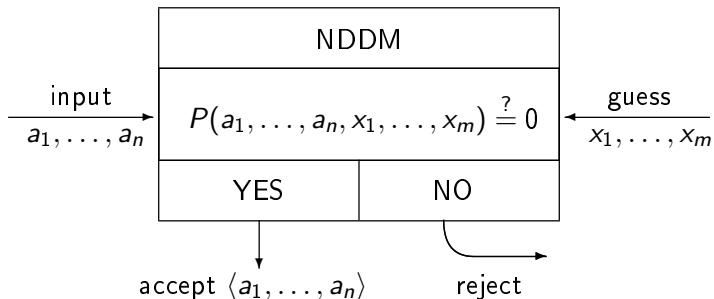 NDDM
input
a₁, . . . , aₙ
P(a₁, . . . , aₙ, x₁, . . . , xₘ) ≟ 0
guess
x₁, . . . , xₘ
YES
NO
accept ⟨a₁, . . . , aₙ⟩
reject